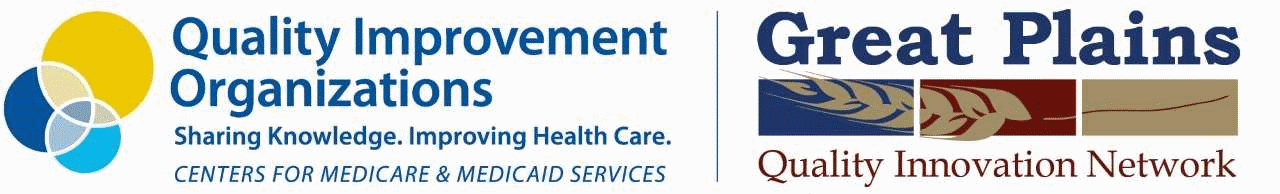 Quality Improvement
Organizations
Sharing Knowledge. Improving Health Care.
CENTERS FOR MEDICARE & MEDICAID SERVICES
Great Plains
Quality Innovation Network